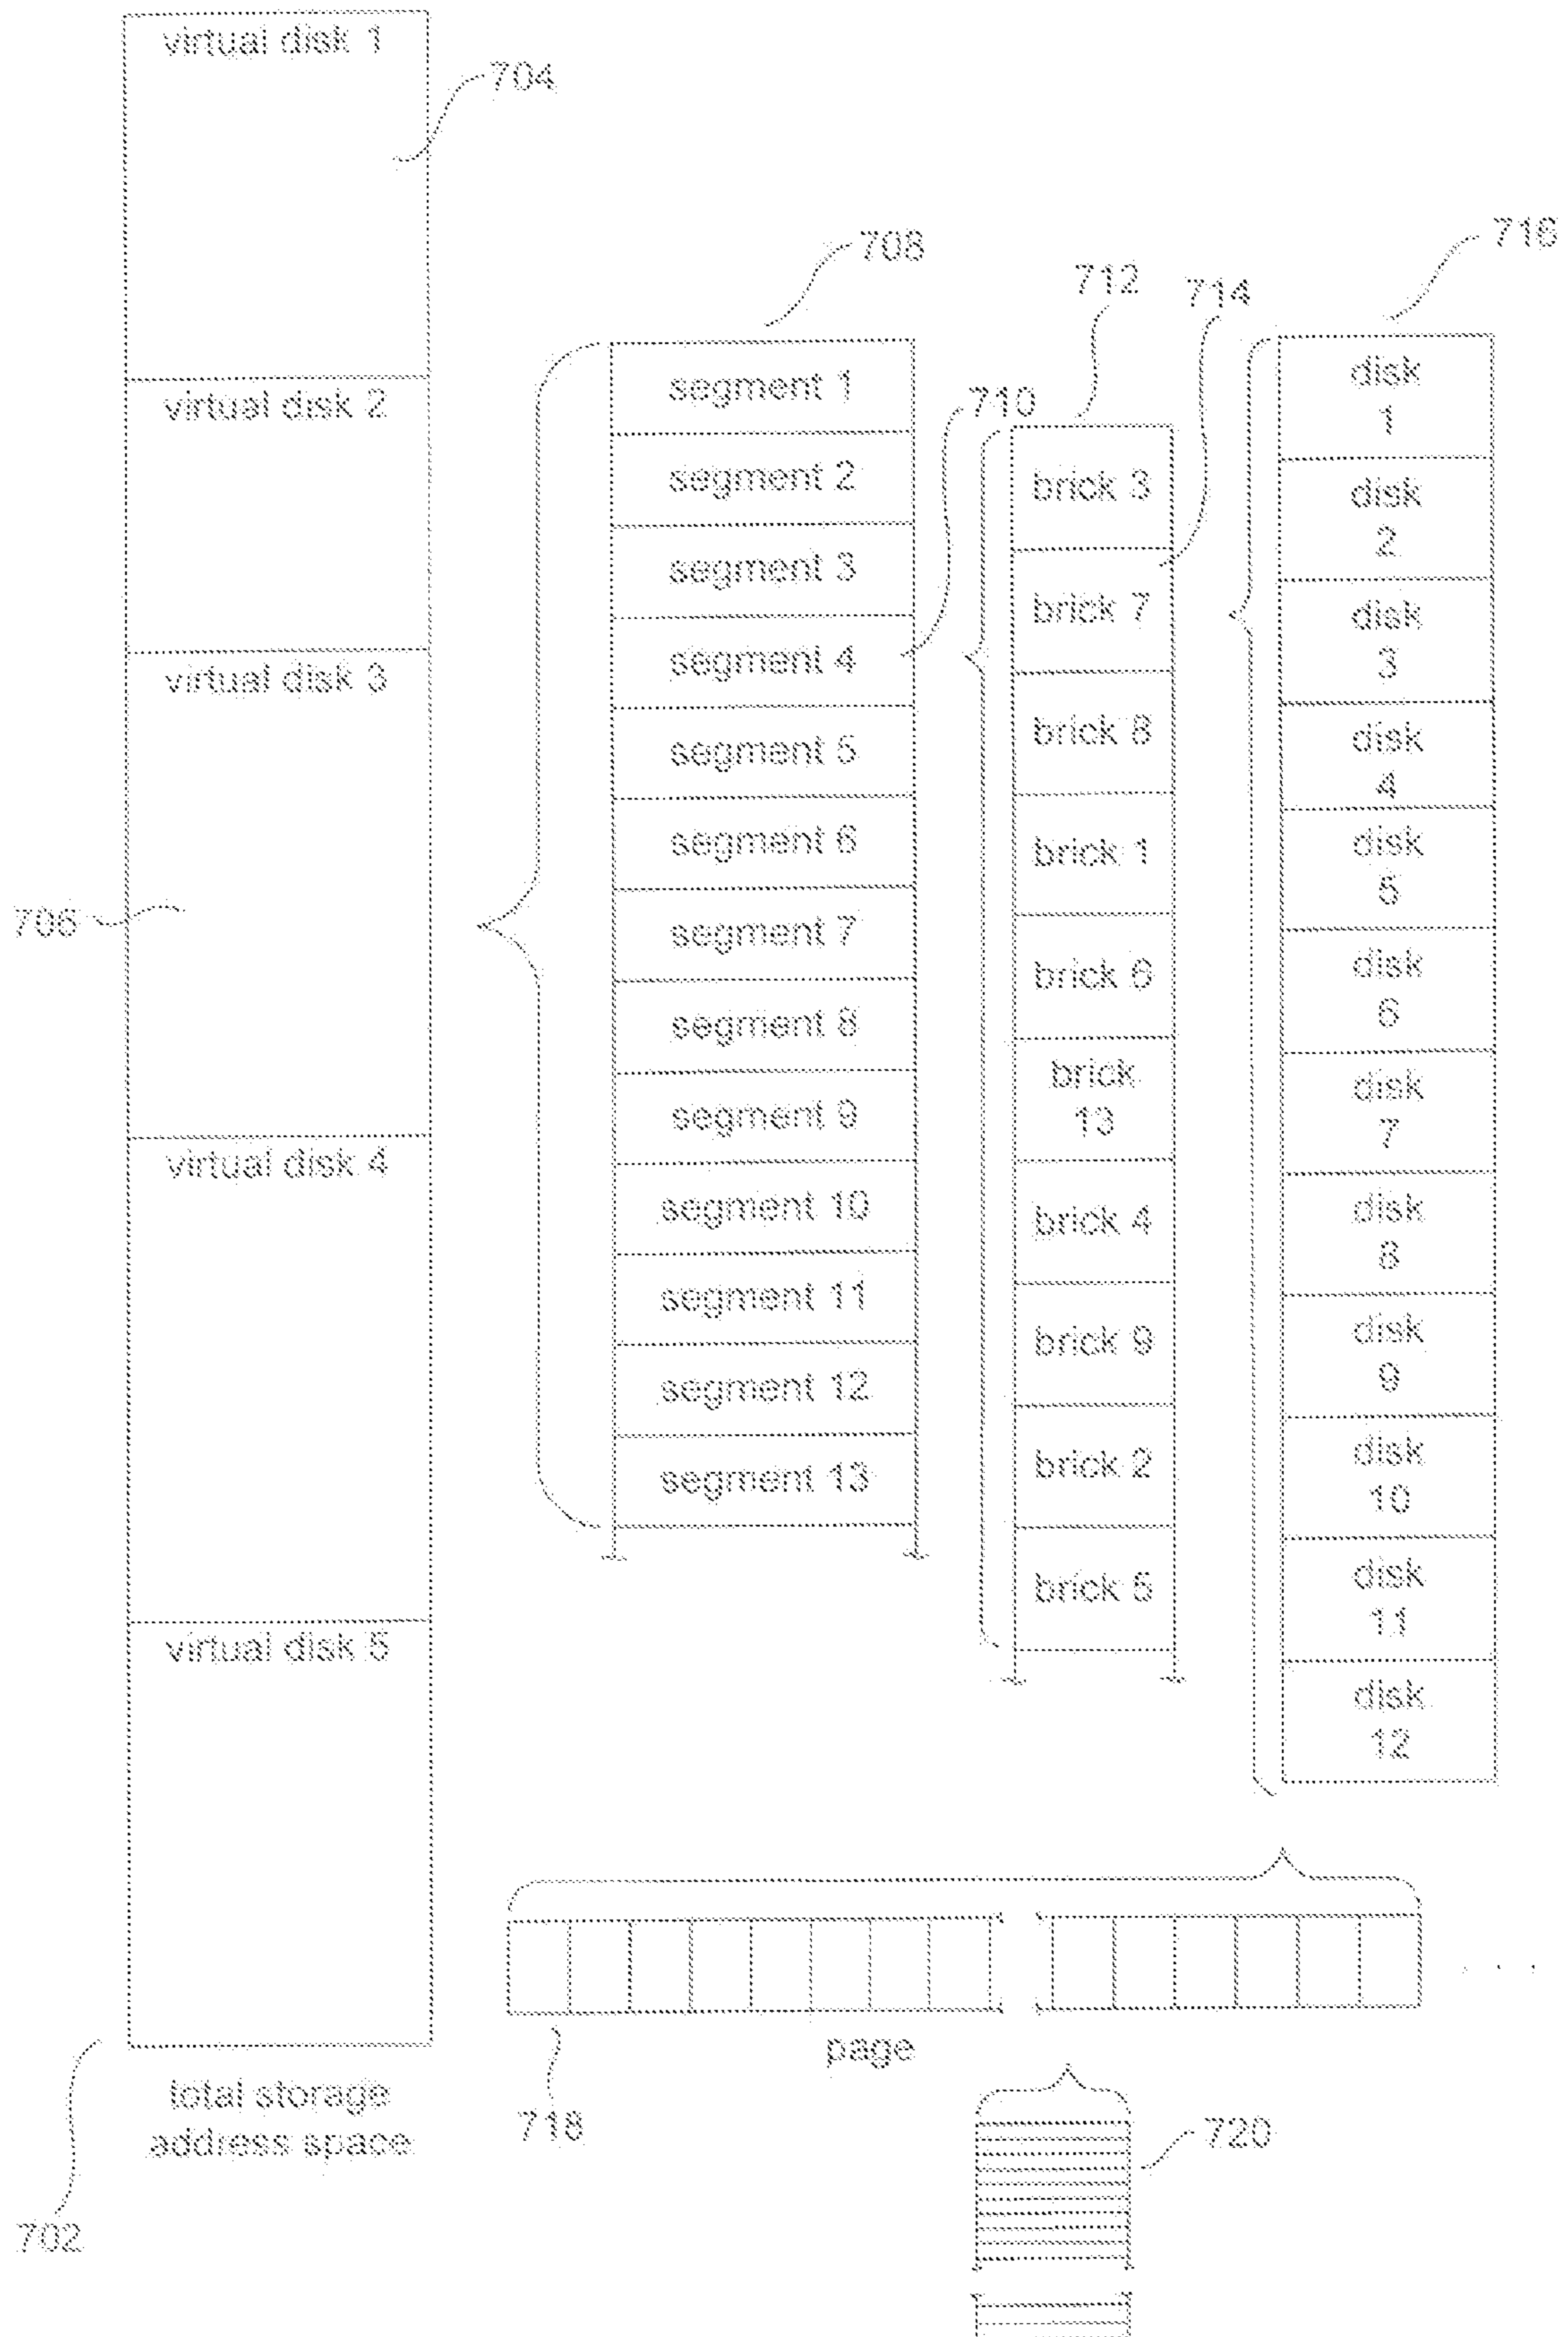 virtual disk 1
704
virtual disk 2
virtual disk 3
706
virtual disk 4
virtual disk 5
total storage
address space
702
708
segment 1
segment 2
segment 3
segment 4
segment 5
segment 6
segment 7
segment 8
segment 9
segment 10
segment 11
segment 12
segment 13
710
712
714
brick 3
brick 7
brick 8
brick 1
brick 6
brick
13
brick 4
brick 9
brick 2
brick 5
716
disk
1
disk
2
disk
3
disk
4
disk
5
disk
6
disk
7
disk
8
disk
9
disk
10
disk
11
disk
12
. . .
page
718
720